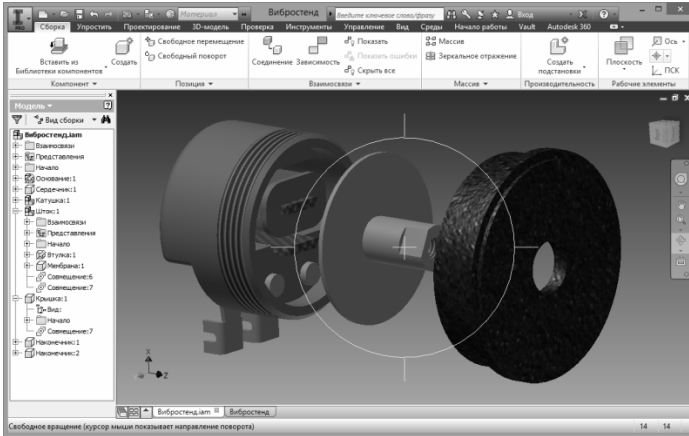 PRO
Материал
Вибростенд
Введите ключевое слово/фразу
Вход
Сборка Упростить Проектирование 3D-модель Проверка Инструменты Управление Вид Среды Начало работы Vault Autodesk 360
Вставить из
Библиотеки компонентов
Создать
Свободное перемещение
Свободный поворот
Соединение Зависимость
Показать
Показать ошибки
Скрыть все
Массив
Зеркальное отражение
Создать
подстановки
Плоскость
Ось
ПСК
Компонент Позиция Взаимосвязи Массив Производительность Рабочие элементы
Модель
Вид сборки
Вибростенд.iam
Взаимосвязи
Представления
Начало
Основание:1
Сердечник:1
Катушка:1
Шток:1
Взаимосвязи
Представления
Начало
Втулка:1
Мембрана:1
Совмещение:6
Совмещение:7
Крышка:1
Вид:
Начало
Совмещение:7
Наконечник:1
Наконечник:2
X
Z
Вибростенд.iam Вибростенд
Свободное вращение (курсор мыши показывает направление поворота) 14 14